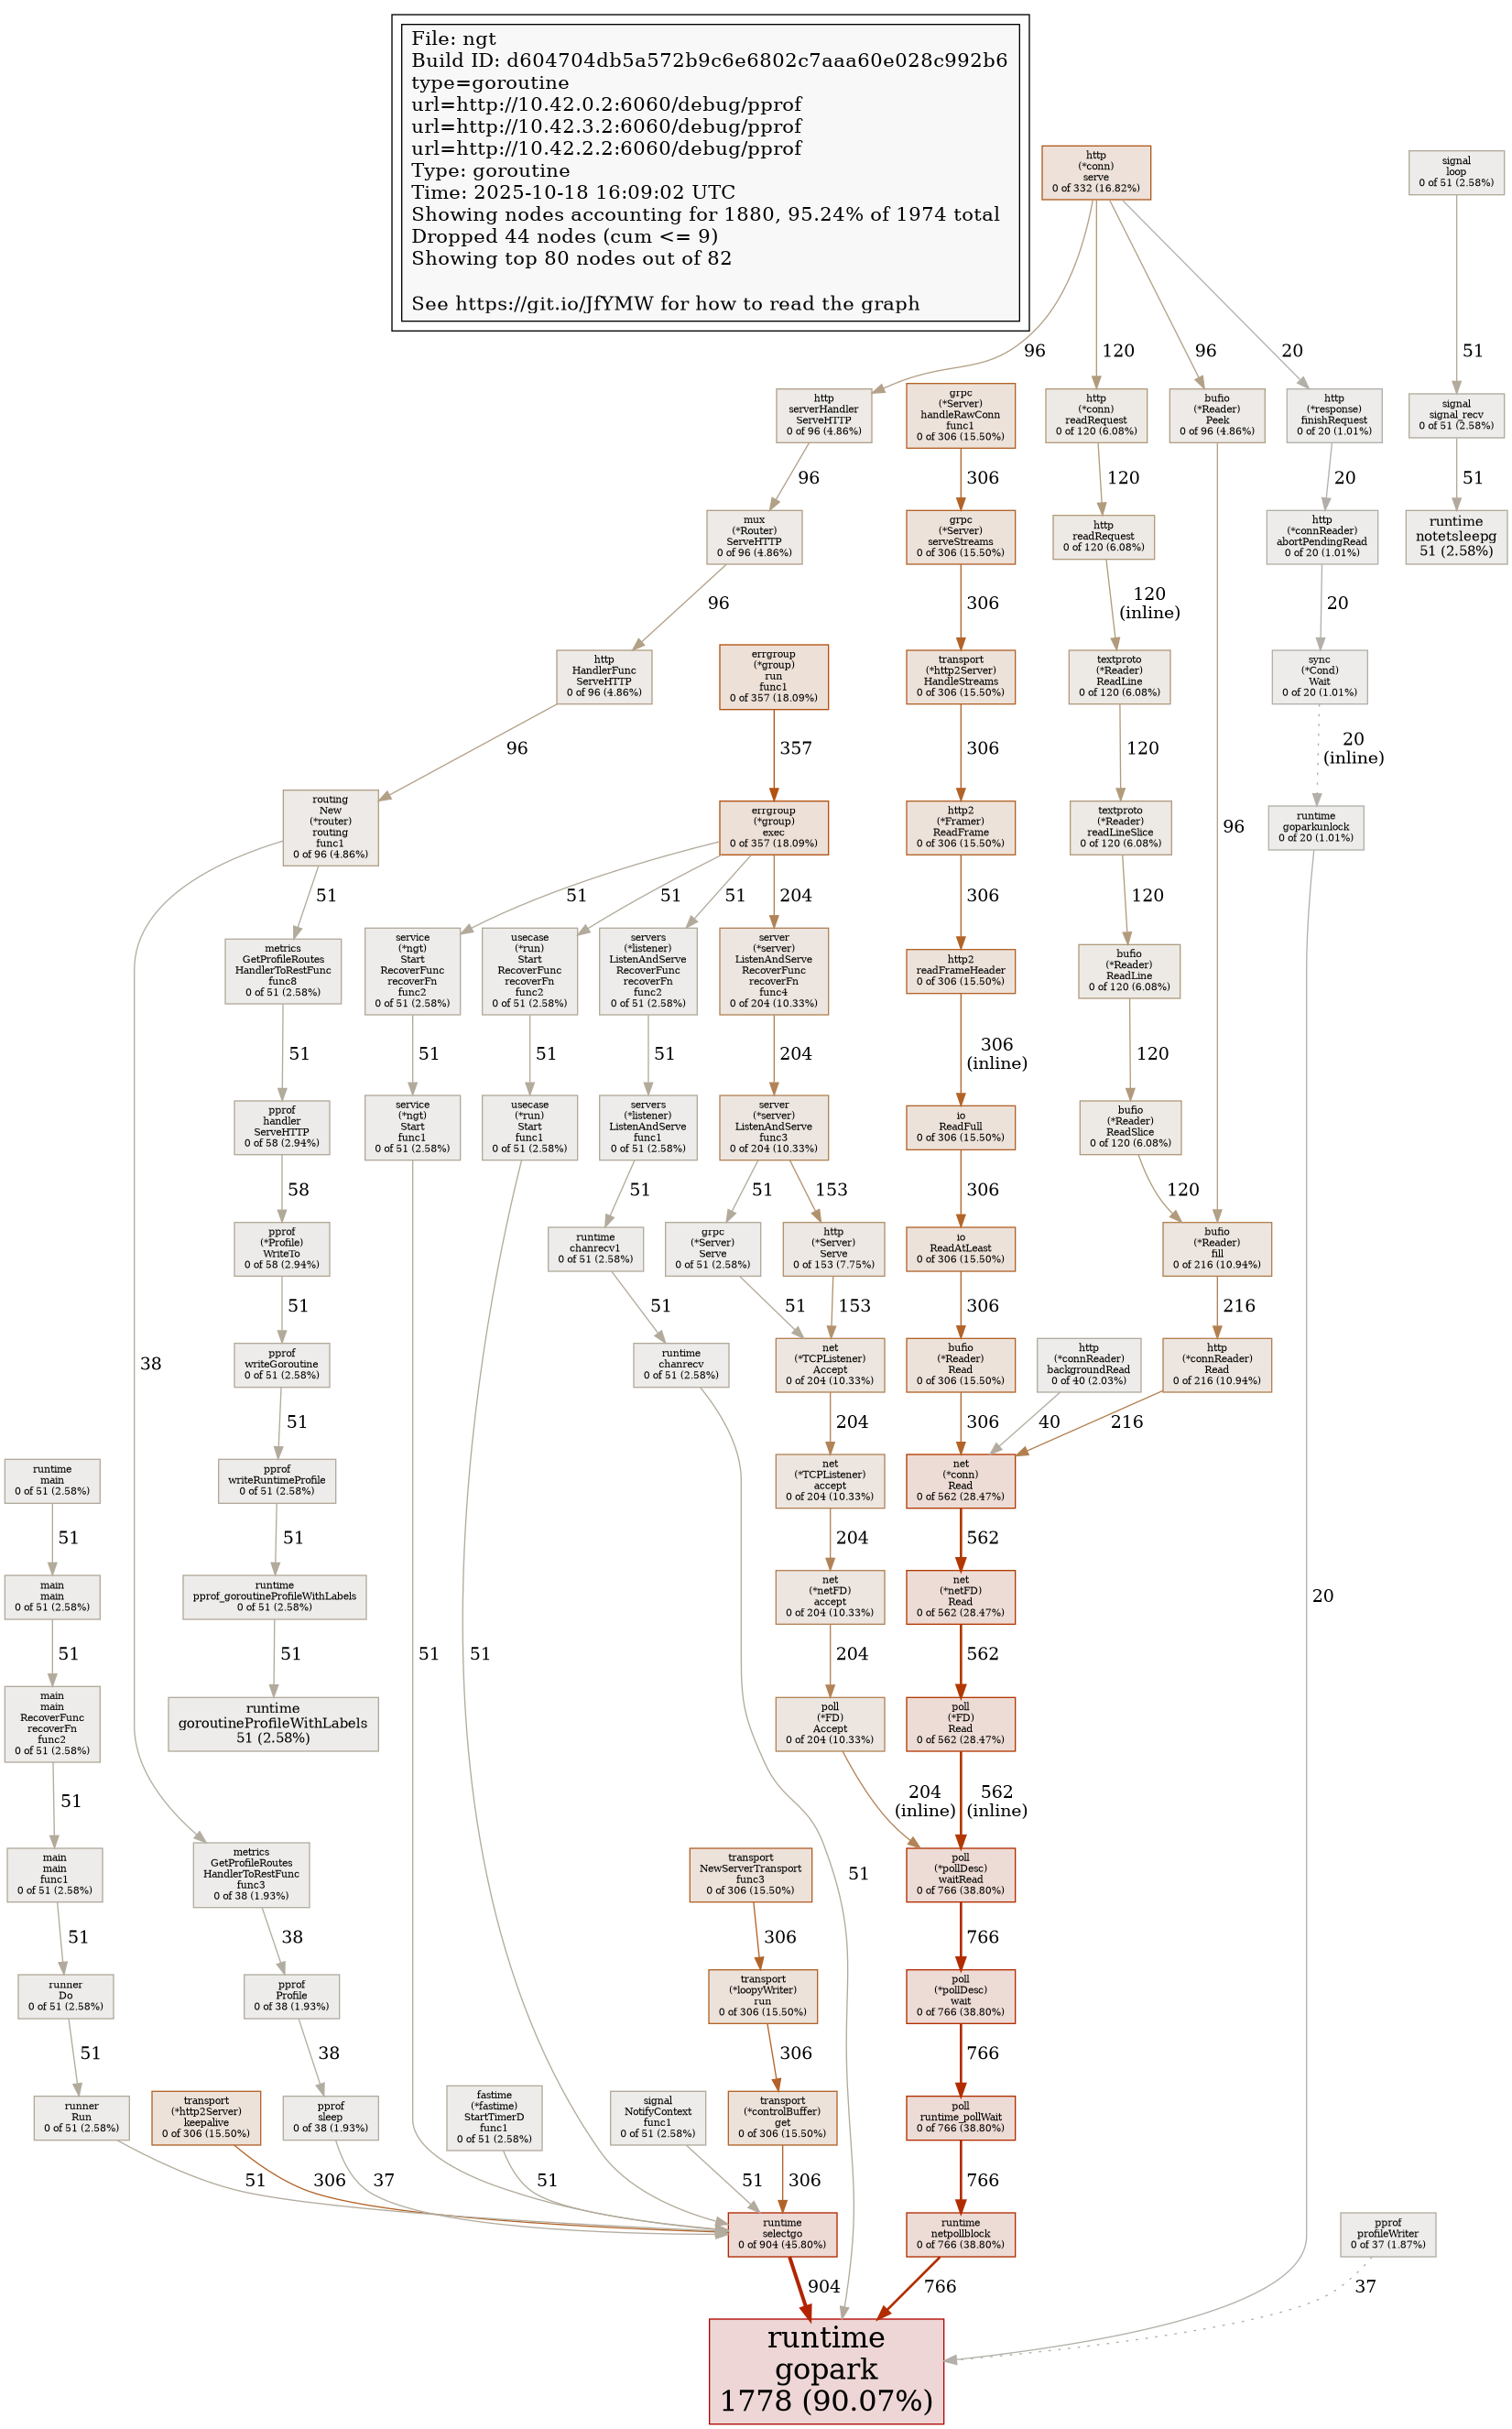 File: ngt
Build ID: d604704db5a572b9c6e6802c7aaa60e028c992b6
type=goroutine
url=http://10.42.0.2:6060/debug/pprof
url=http://10.42.3.2:6060/debug/pprof
url=http://10.42.2.2:6060/debug/pprof
Type: goroutine
Time: 2025-10-18 16:09:02 UTC
Showing nodes accounting for 1880, 95.24% of 1974 total
Dropped 44 nodes (cum <= 9)
Showing top 80 nodes out of 82
See https://git.io/JfYMW for how to read the graph
http
(*conn)
serve
0 of 332 (16.82%)
signal
loop
0 of 51 (2.58%)
96
120
96
20
51
http
serverHandler
ServeHTTP
0 of 96 (4.86%)
grpc
(*Server)
handleRawConn
func1
0 of 306 (15.50%)
http
(*conn)
readRequest
0 of 120 (6.08%)
bufio
(*Reader)
Peek
0 of 96 (4.86%)
http
(*response)
finishRequest
0 of 20 (1.01%)
signal
signal_recv
0 of 51 (2.58%)
96
306
120
20
51
mux
(*Router)
ServeHTTP
0 of 96 (4.86%)
grpc
(*Server)
serveStreams
0 of 306 (15.50%)
http
readRequest
0 of 120 (6.08%)
http
(*connReader)
abortPendingRead
0 of 20 (1.01%)
runtime
notetsleepg
51 (2.58%)
96
306
120
(inline)
20
http
HandlerFunc
ServeHTTP
0 of 96 (4.86%)
errgroup
(*group)
run
func1
0 of 357 (18.09%)
transport
(*http2Server)
HandleStreams
0 of 306 (15.50%)
textproto
(*Reader)
ReadLine
0 of 120 (6.08%)
sync
(*Cond)
Wait
0 of 20 (1.01%)
96
357
306
120
20
(inline)
routing
New
(*router)
routing
func1
0 of 96 (4.86%)
errgroup
(*group)
exec
0 of 357 (18.09%)
http2
(*Framer)
ReadFrame
0 of 306 (15.50%)
textproto
(*Reader)
readLineSlice
0 of 120 (6.08%)
96
runtime
goparkunlock
0 of 20 (1.01%)
51
51
51
51
204
306
120
metrics
GetProfileRoutes
HandlerToRestFunc
func8
0 of 51 (2.58%)
service
(*ngt)
Start
RecoverFunc
recoverFn
func2
0 of 51 (2.58%)
usecase
(*run)
Start
RecoverFunc
recoverFn
func2
0 of 51 (2.58%)
servers
(*listener)
ListenAndServe
RecoverFunc
recoverFn
func2
0 of 51 (2.58%)
server
(*server)
ListenAndServe
RecoverFunc
recoverFn
func4
0 of 204 (10.33%)
http2
readFrameHeader
0 of 306 (15.50%)
bufio
(*Reader)
ReadLine
0 of 120 (6.08%)
51
51
51
51
204
306
(inline)
120
pprof
handler
ServeHTTP
0 of 58 (2.94%)
service
(*ngt)
Start
func1
0 of 51 (2.58%)
usecase
(*run)
Start
func1
0 of 51 (2.58%)
servers
(*listener)
ListenAndServe
func1
0 of 51 (2.58%)
server
(*server)
ListenAndServe
func3
0 of 204 (10.33%)
io
ReadFull
0 of 306 (15.50%)
bufio
(*Reader)
ReadSlice
0 of 120 (6.08%)
58
51
51
153
306
120
pprof
(*Profile)
WriteTo
0 of 58 (2.94%)
runtime
chanrecv1
0 of 51 (2.58%)
grpc
(*Server)
Serve
0 of 51 (2.58%)
http
(*Server)
Serve
0 of 153 (7.75%)
io
ReadAtLeast
0 of 306 (15.50%)
bufio
(*Reader)
fill
0 of 216 (10.94%)
51
51
51
153
306
216
38
pprof
writeGoroutine
0 of 51 (2.58%)
runtime
chanrecv
0 of 51 (2.58%)
net
(*TCPListener)
Accept
0 of 204 (10.33%)
bufio
(*Reader)
Read
0 of 306 (15.50%)
http
(*connReader)
backgroundRead
0 of 40 (2.03%)
http
(*connReader)
Read
0 of 216 (10.94%)
51
204
306
40
216
runtime
main
0 of 51 (2.58%)
pprof
writeRuntimeProfile
0 of 51 (2.58%)
net
(*TCPListener)
accept
0 of 204 (10.33%)
net
(*conn)
Read
0 of 562 (28.47%)
51
51
204
562
main
main
0 of 51 (2.58%)
runtime
pprof_goroutineProfileWithLabels
0 of 51 (2.58%)
net
(*netFD)
accept
0 of 204 (10.33%)
net
(*netFD)
Read
0 of 562 (28.47%)
20
51
51
51
51
204
562
main
main
RecoverFunc
recoverFn
func2
0 of 51 (2.58%)
runtime
goroutineProfileWithLabels
51 (2.58%)
poll
(*FD)
Accept
0 of 204 (10.33%)
poll
(*FD)
Read
0 of 562 (28.47%)
51
204
(inline)
562
(inline)
main
main
func1
0 of 51 (2.58%)
metrics
GetProfileRoutes
HandlerToRestFunc
func3
0 of 38 (1.93%)
transport
NewServerTransport
func3
0 of 306 (15.50%)
51
poll
(*pollDesc)
waitRead
0 of 766 (38.80%)
51
38
306
766
runner
Do
0 of 51 (2.58%)
pprof
Profile
0 of 38 (1.93%)
transport
(*loopyWriter)
run
0 of 306 (15.50%)
poll
(*pollDesc)
wait
0 of 766 (38.80%)
51
38
306
766
runner
Run
0 of 51 (2.58%)
transport
(*http2Server)
keepalive
0 of 306 (15.50%)
pprof
sleep
0 of 38 (1.93%)
fastime
(*fastime)
StartTimerD
func1
0 of 51 (2.58%)
signal
NotifyContext
func1
0 of 51 (2.58%)
transport
(*controlBuffer)
get
0 of 306 (15.50%)
poll
runtime_pollWait
0 of 766 (38.80%)
51
306
37
51
51
306
766
runtime
selectgo
0 of 904 (45.80%)
runtime
netpollblock
0 of 766 (38.80%)
pprof
profileWriter
0 of 37 (1.87%)
904
766
37
runtime
gopark
1778 (90.07%)